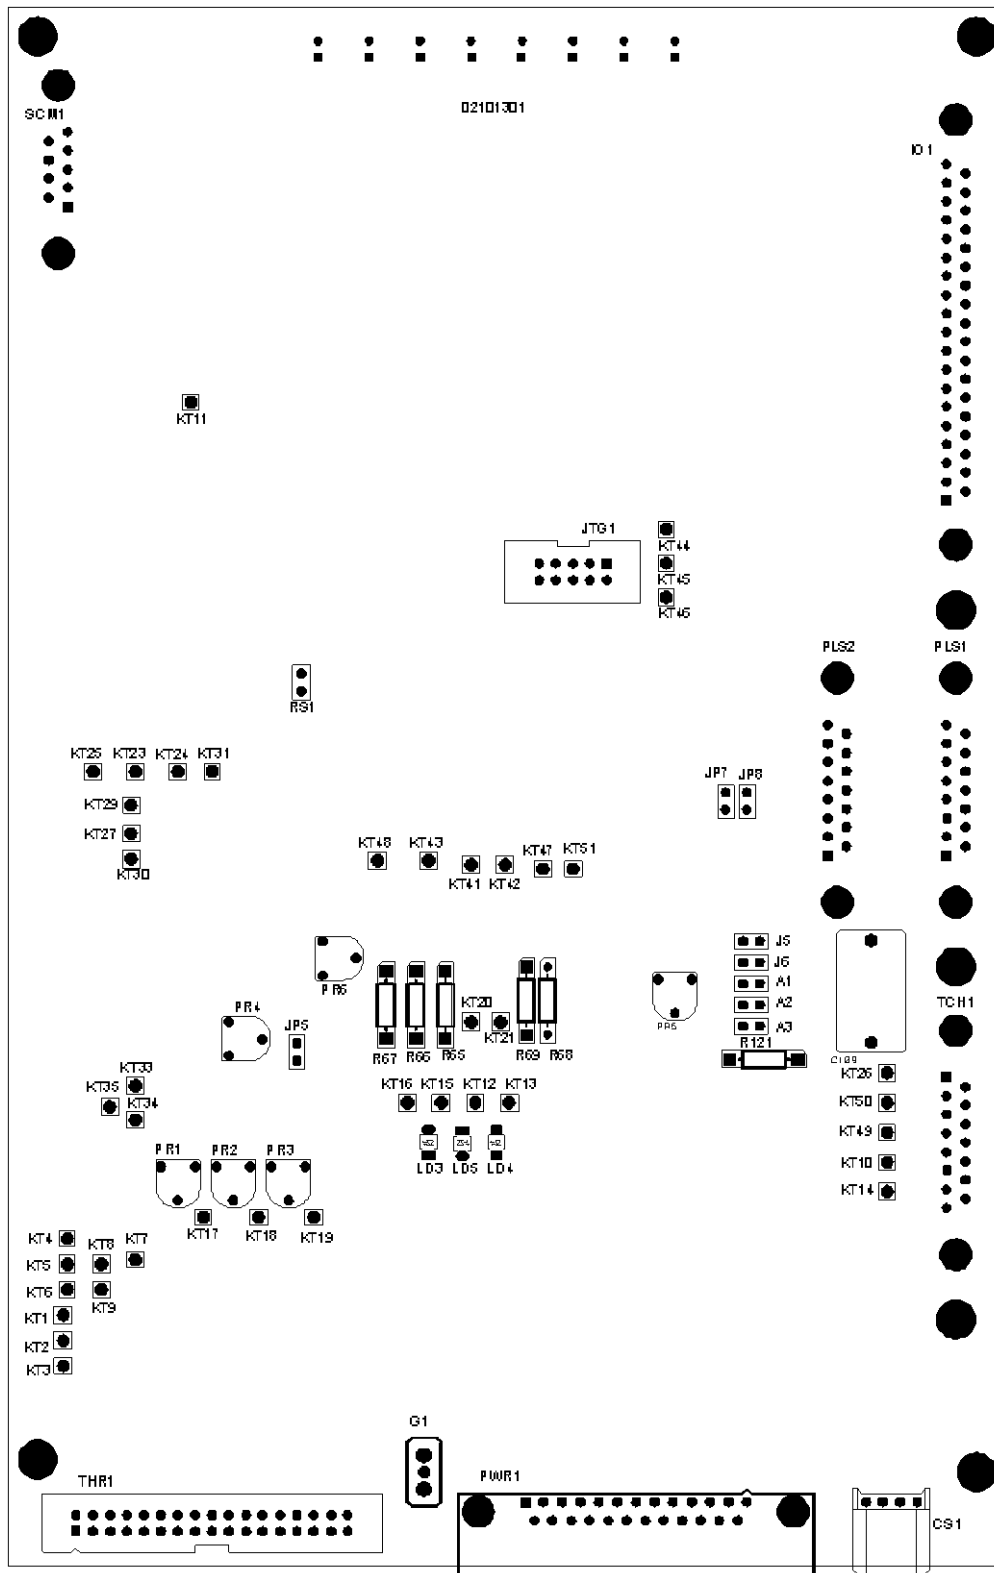 02101301
SCM1
IO1
KT11
JTG1
KT44
KT45
KT46
PLS2 PLS1
RS1
KT25 KT23 KT24 KT31
JP7 JP8
KT29
KT27
KT30
KT48 KT43 KT47 KT51
KT41 KT42
J5
J6
PR6
A1
PR4 KT20 A2 TCH1
PR5
JP5 KT21 A3
R67 R66 R65 R69 R68 R121
C189
KT33 KT26
KT35 KT34 KT16 KT15 KT12 KT13 KT50
KT49
PR1 PR2 PR3
LD3 LD5 LD4 KT10
KT14
KT17 KT18 KT19
KT4 KT8 KT7
KT5
KT6
KT9
KT1
KT2
KT3
G1
THR1 PWR1
CS1